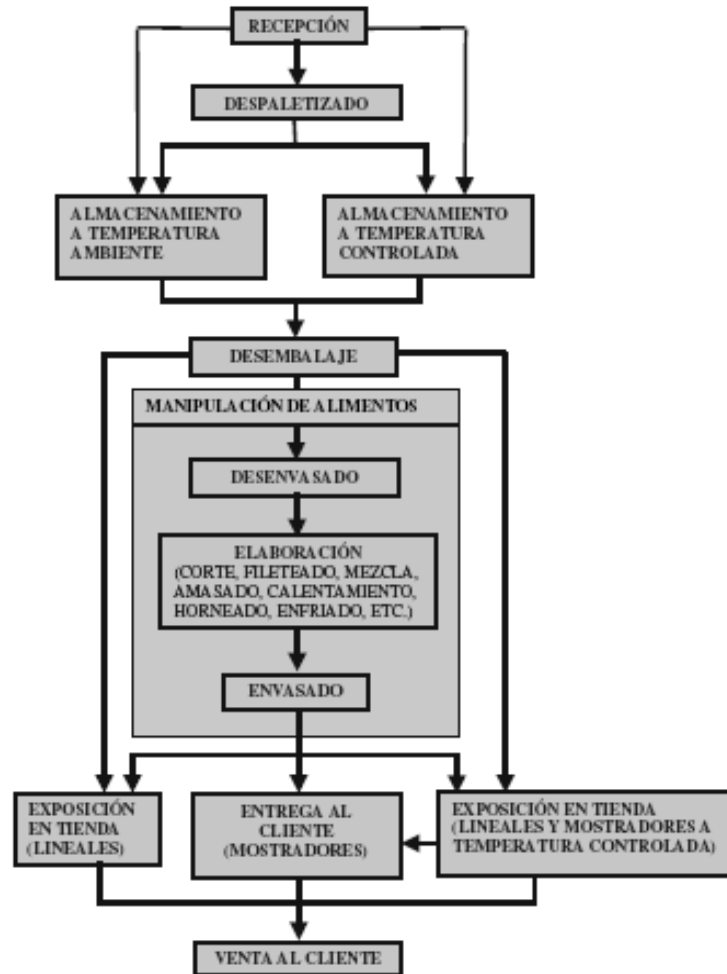 RECEPCIÓN
DESPALETIZADO
ALMACENAMIENTO
A TEMPERATURA
AMBIENTE
ALMACENAMIENTO
A TEMPERATURA
CONTROLADA
DESEMBALAJE
MANIPULACIÓN DE ALIMENTOS
DESENVASADO
ELABORACIÓN
(CORTE, FILETEADO, MEZCLA,
AMASADO, CALENTAMIENTO,
HORNEADO, ENFRIADO, ETC.)
ENVASADO
EXPOSICIÓN
EN TIENDA
(LINEALES)
ENTREGA AL
CLIENTE
(MOSTRADORES)
EXPOSICIÓN EN TIENDA
(LINEALES Y MOSTRADORES A
TEMPERATURA CONTROLADA)
VENTA AL CLIENTE